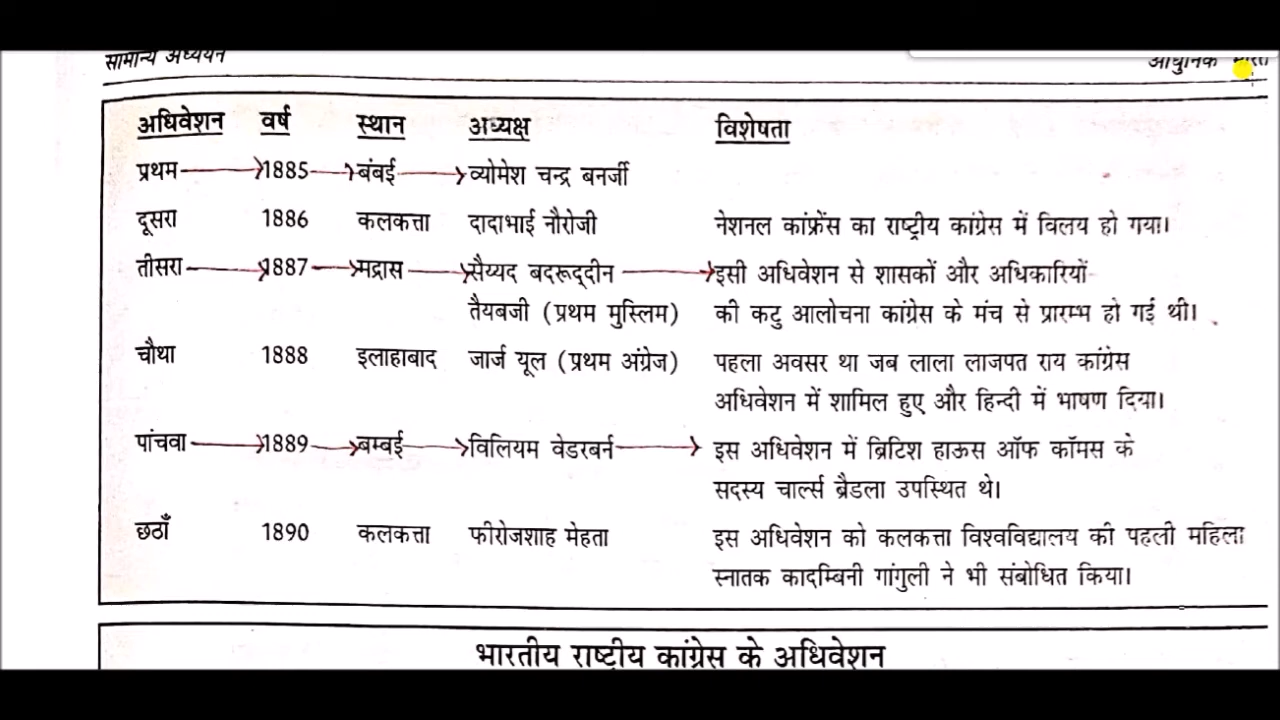 सामान्य अध्ययन आधुनिक भारत
अधिवेशन वर्ष स्थान अध्यक्ष विशेषता
प्रथम 1885 बंबई व्योमेश चन्द्र बनर्जी
दूसरा 1886 कलकत्ता दादाभाई नौरोजी नेशनल कांफ्रेंस का राष्ट्रीय कांग्रेस में विलय हो गया।
तीसरा 1887 मद्रास सैय्यद बदरूद्दीन इसी अधिवेशन से शासकों और अधिकारियों
तैयबजी (प्रथम मुस्लिम) की कटु आलोचना कांग्रेस के मंच से प्रारम्भ हो गई थी।
चौथा 1888 इलाहाबाद जार्ज यूल (प्रथम अंग्रेज) पहला अवसर था जब लाला लाजपत राय कांग्रेस
अधिवेशन में शामिल हुए और हिन्दी में भाषण दिया।
पांचवा 1889 बम्बई विलियम वेडरबर्न इस अधिवेशन में ब्रिटिश हाऊस ऑफ कॉमस के
सदस्य चार्ल्स ब्रैडला उपस्थित थे।
छठाँ 1890 कलकत्ता फीरोजशाह मेहता इस अधिवेशन को कलकत्ता विश्वविद्यालय की पहली महिला
स्नातक कादम्बिनी गांगुली ने भी संबोधित किया।
भारतीय राष्ट्रीय कांग्रेस के अधिवेशन